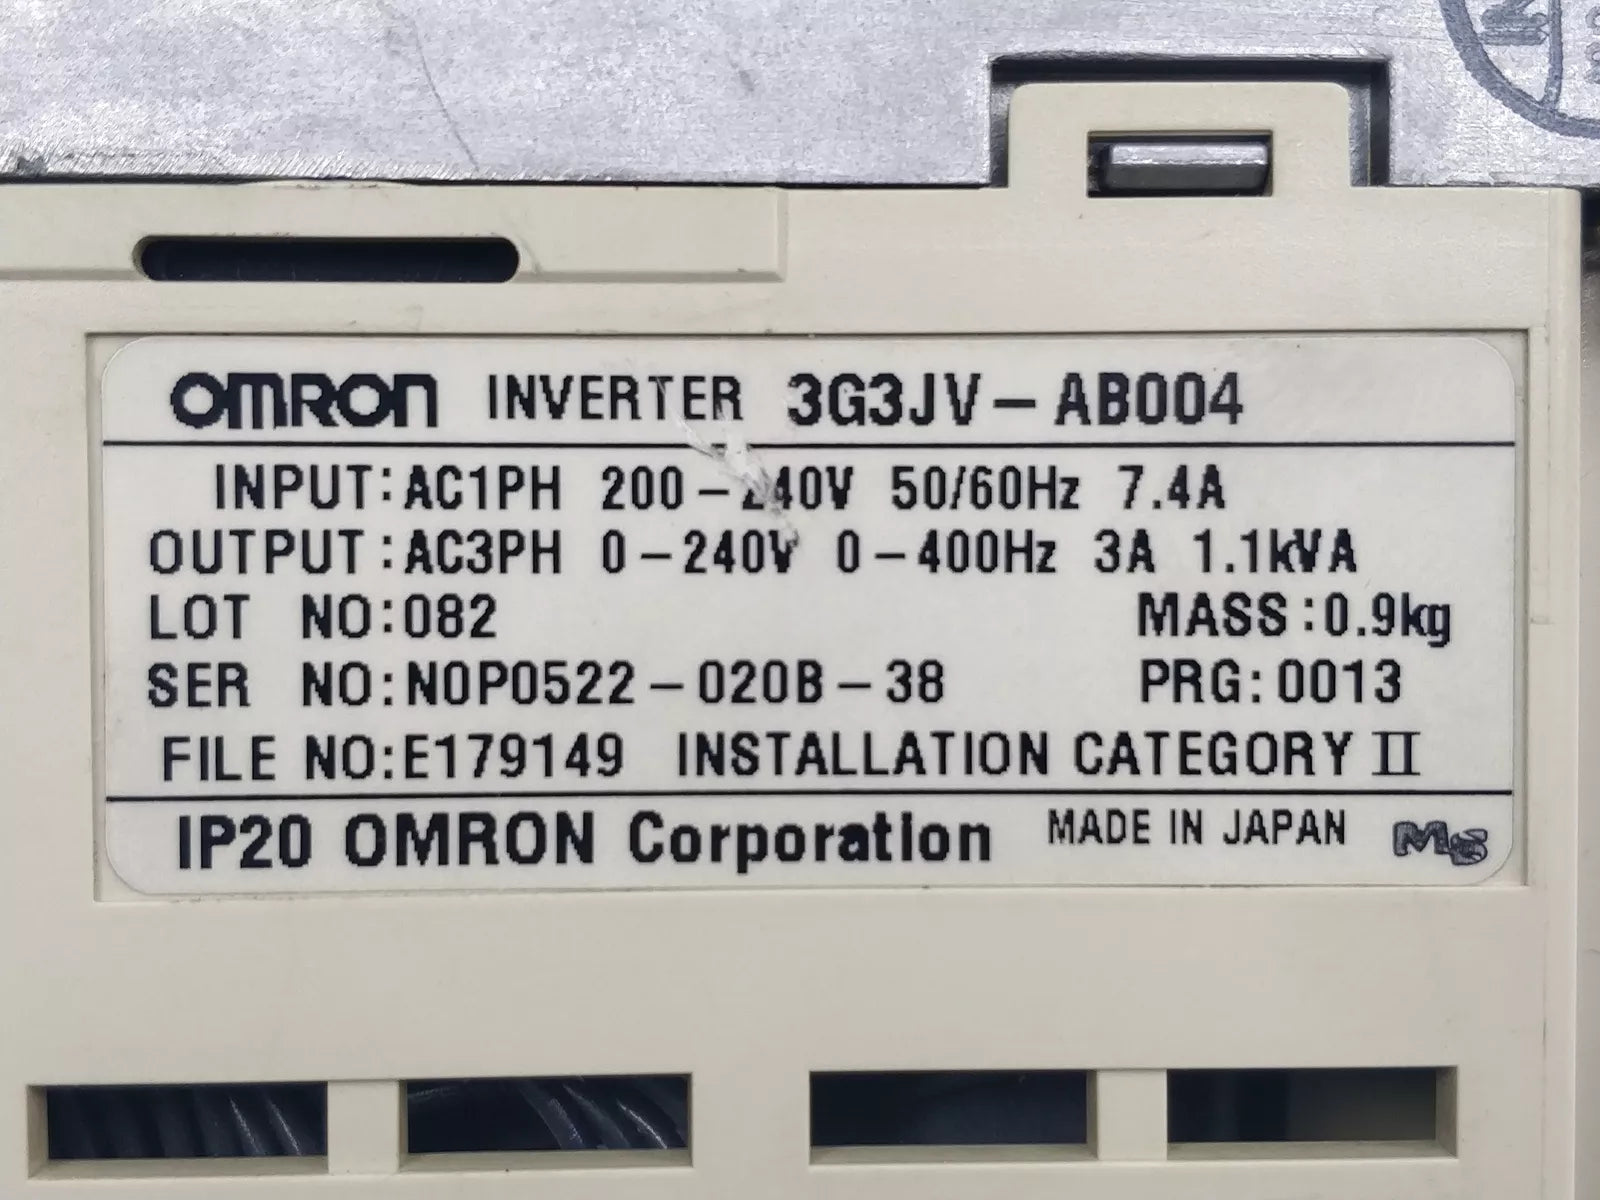 OMRON INVERTER 3G3JV-AB004
INPUT:AC1PH 200-240V 50/60Hz 7.4A
OUTPUT:AC3PH 0-240V 0-400Hz 3A 1.1kVA
LOT NO:082 MASS:0.9kg
SER NO:N0P0522-020B-38 PRG:0013
FILE NO:E179149 INSTALLATION CATEGORY II
IP20 OMRON Corporation MADE IN JAPAN